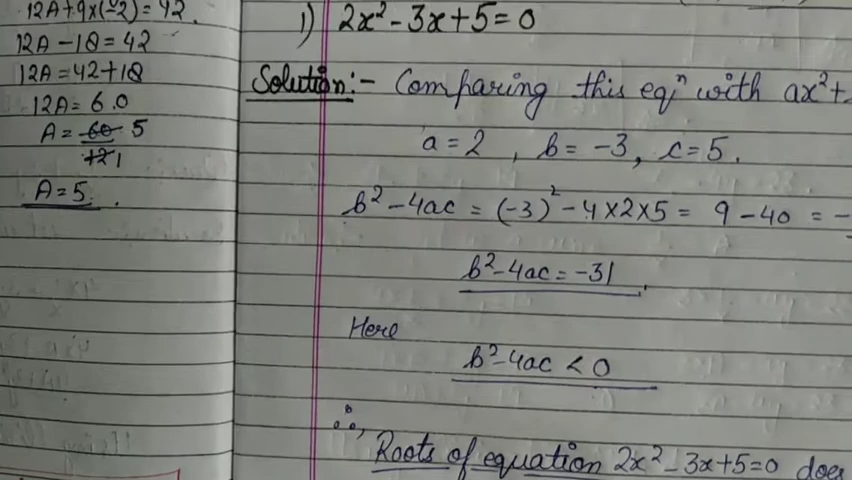 12A + 9x(-2) = 42.
12A - 18 = 42
12A = 42 + 18
12A = 60
A = 60 5
12 1
A = 5.
1) 2x² - 3x + 5 = 0
Solution:- Comparing this eqⁿ with ax² +
a = 2 , b = -3, c = 5.
b² - 4ac = (-3)² - 4 × 2 × 5 = 9 - 40 = -
b² - 4ac = -31.
Here
b² - 4ac < 0
∴, Roots of equation 2x² - 3x + 5 = 0 does